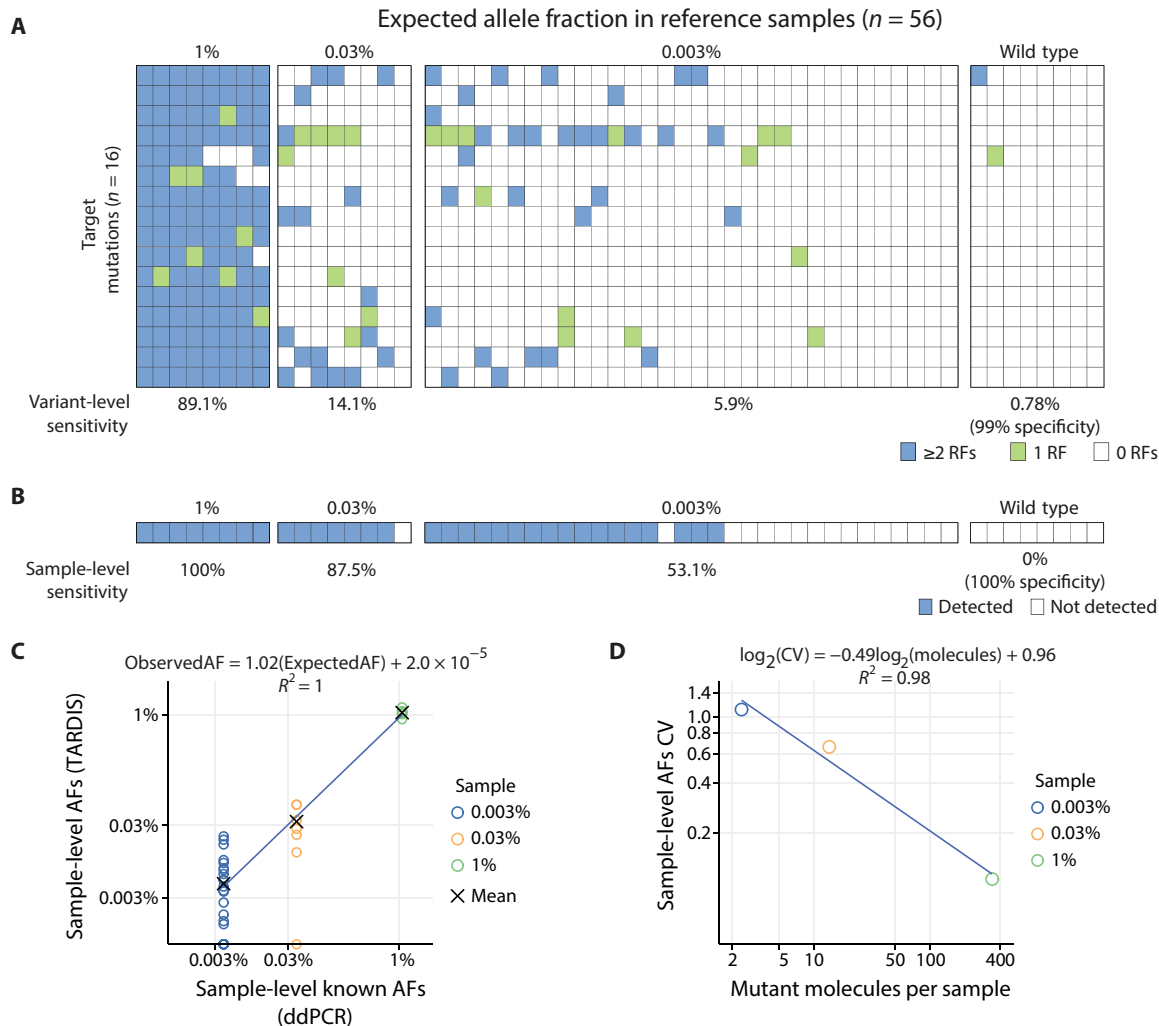 A
Expected allele fraction in reference samples (n = 56)
1%
0.03%
0.003%
Wild type
Target
mutations (n = 16)
Variant-level
sensitivity
89.1%
14.1%
5.9%
0.78%
(99% specificity)
≥2 RFs
1 RF
0 RFs
B
1%
0.03%
0.003%
Wild type
Sample-level
sensitivity
100%
87.5%
53.1%
0%
(100% specificity)
Detected
Not detected
C
ObservedAF = 1.02(ExpectedAF) + 2.0 × 10⁻⁵
R² = 1
Sample-level AFs (TARDIS)
1%
0.03%
0.003%
0.003%
0.03%
1%
Sample-level known AFs
(ddPCR)
Sample
0.003%
0.03%
1%
Mean
D
log₂(CV) = −0.49log₂(molecules) + 0.96
R² = 0.98
Sample-level AFs CV
1.4
1.0
0.8
0.6
0.4
0.2
2
5
10
50
100
400
Mutant molecules per sample
Sample
0.003%
0.03%
1%